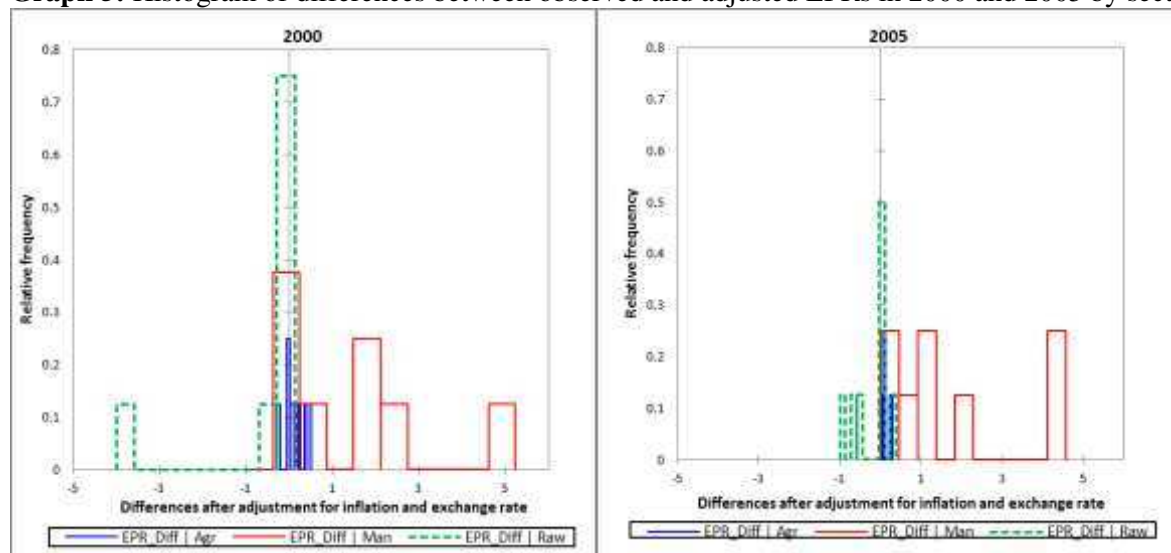 Graph Histogram of differences between observed and adjusted EPRs in 2000 and 2005 by
2000
0.8
0.7
0.6
0.5
0.4
0.3
0.2
0.1
0
Relative frequency
-5 -3 -1 1 3 5
Differences after adjustment for inflation and exchange rate
EPR_Diff | Agr EPR_Diff | Man EPR_Diff | Raw
2005
0.8
0.7
0.6
0.5
0.4
0.3
0.2
0.1
0
Relative frequency
-5 -3 -1 1 3 5
Differences after adjustment for inflation and exchange rate
EPR_Diff | Agr EPR_Diff | Man EPR_Diff | Raw